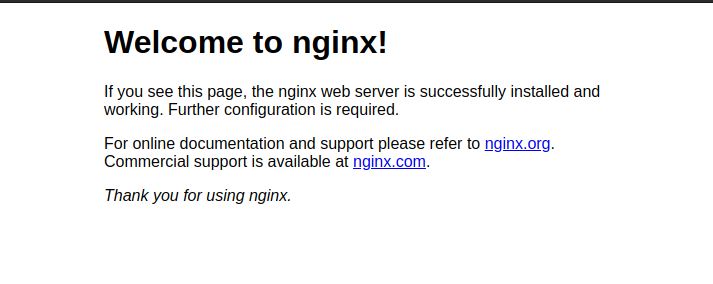 Welcome to nginx!
If you see this page, the nginx web server is successfully installed and
working. Further configuration is required.
For online documentation and support please refer to nginx.org.
Commercial support is available at nginx.com.
Thank you for using nginx.